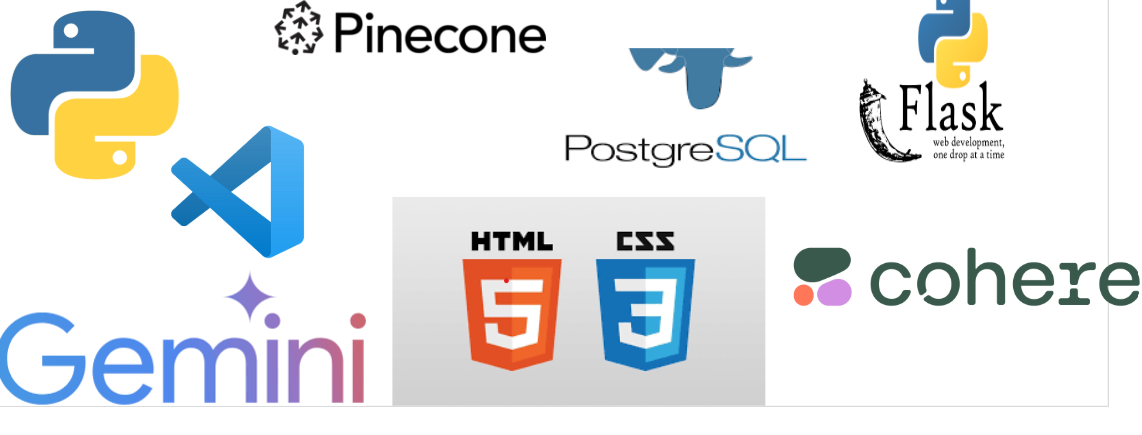 Pinecone
PostgreSQL
Flask
web development,
one drop at a time
HTML CSS
5 3
cohere
Gemini